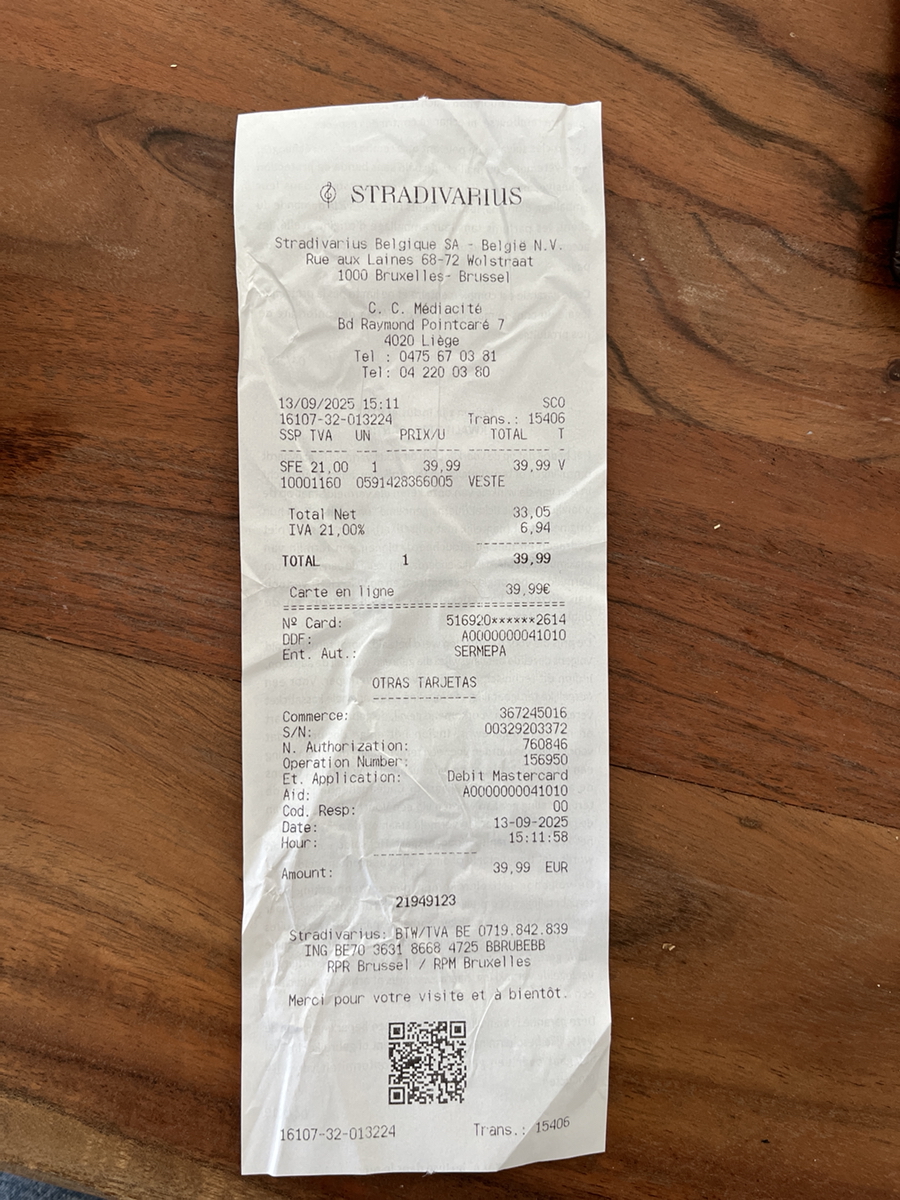 STRADIVARIUS
Stradivarius Belgique SA - België N.V.
Rue aux Laines 68-72 Wolstraat
1000 Bruxelles- Brussel
C. C. Médiacité
Bd Raymond Pointcaré 7
4020 Liège
Tel : 0475 67 03 81
Tel: 04 220 03 80
13/09/2025 15:11 SCO
16107-32-013224 Trans.: 15406
SSP TVA UN PRIX/U TOTAL T
SFE 21,00 1 39,99 39,99 V
10001160 0591428366005 VESTE
Total Net 33,05
IVA 21,00% 6,94
TOTAL 1 39,99
Carte en ligne 39,99€
Nº Card: 516920******2614
DDF: A0000000041010
Ent. Aut.: SERMEPA
OTRAS TARJETAS
Commerce: 367245016
S/N: 00329203372
N. Authorization: 760846
Operation Number: 156950
Et. Application: Debit Mastercard
Aid: A0000000041010
Cod. Resp: 00
Date: 13-09-2025
Hour: 15:11:58
Amount: 39,99 EUR
21949123
Stradivarius: BTW/TVA BE 0719.842.839
ING BE70 3631 8668 4725 BBRUBEBB
RPR Brussel / RPM Bruxelles
Merci pour votre visite et à bientôt.
16107-32-013224 Trans.: 15406